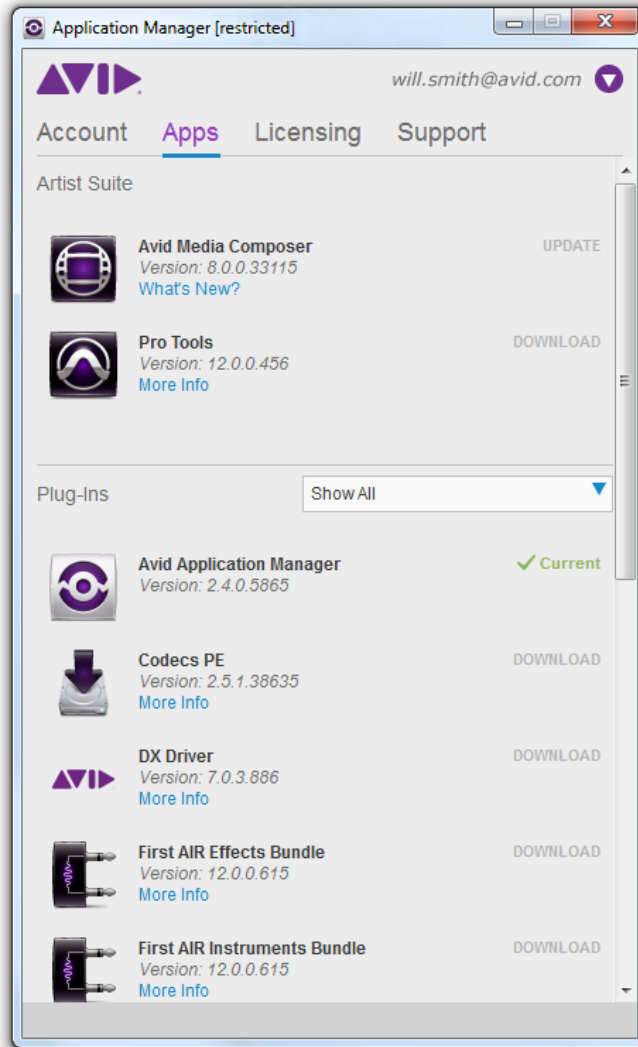 Application Manager [restricted]
AVID
will.smith@avid.com
Account Apps Licensing Support
Artist Suite
Avid Media Composer
UPDATE
Version: 8.0.0.33115
What's New?
Pro Tools
DOWNLOAD
Version: 12.0.0.456
More Info
Plug-Ins
Show All
Avid Application Manager
Current
Version: 2.4.0.5865
Codecs PE
DOWNLOAD
Version: 2.5.1.38635
More Info
DX Driver
DOWNLOAD
AVID
Version: 7.0.3.886
More Info
First AIR Effects Bundle
DOWNLOAD
Version: 12.0.0.615
More Info
First AIR Instruments Bundle
DOWNLOAD
Version: 12.0.0.615
More Info